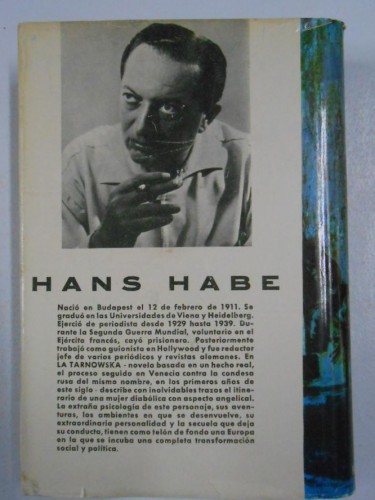 HANS HABE
Nació en Budapest el 12 de febrero de 1911. Se
graduó en las Universidades da Viena y Heidelberg.
Ejerció de periodista desde 1929 hasta 1939. Du-
rante la Segunda Guerra Mundial, voluntario en el
Ejército francés, cayó prisionero. Posteriormente
trabajó como guionista en Hollywood y fue redactor
jefe de varios periódicos y revistas alemanes. En
LA TARNOWSKA - novela basada en un hecho real,
el proceso seguido en Venecia contra la condesa
rusa del mismo nombre, en los primeros años de
este siglo - describe con inolvidables trazos el itine-
rario de una mujer diabólica con aspecto angelical.
La extraña psicología de este personaje, sus aven-
turas, los ambientes en que se desenvuelve, su
extraordinaria personalidad y la secuela que deja
su conducta, tienen como telón de fondo una Europa
en la que se incuba una completa transformación
social y política.